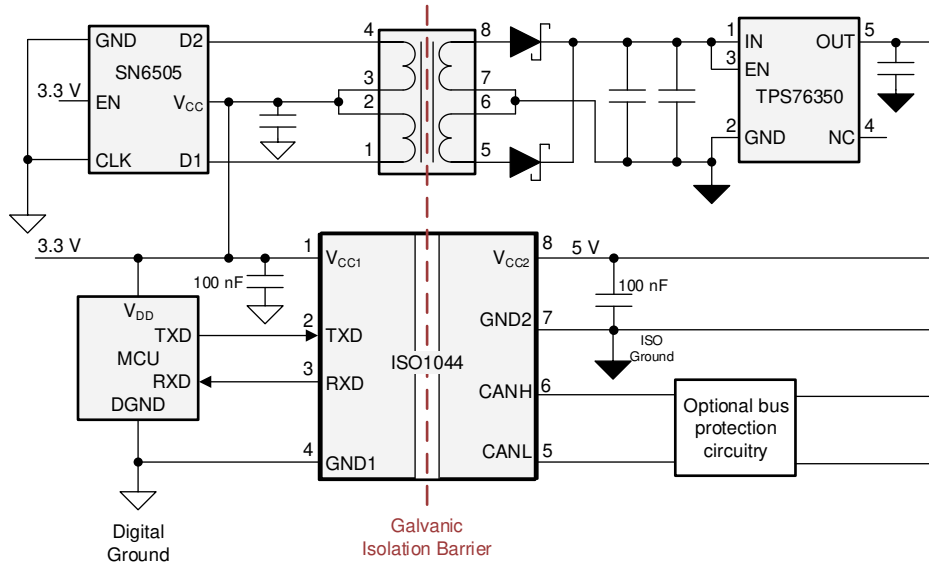 GND
D2
SN6505
3.3 V
EN
VCC
CLK
D1
4
3
2
1
8
7
6
5
1
IN
OUT
5
3
EN
TPS76350
2
GND
NC
4
3.3 V
1
VCC1
100 nF
VDD
TXD
2
TXD
MCU
RXD
3
RXD
DGND
4
GND1
ISO1044
VCC2
8
5 V
100 nF
GND2
7
ISO
Ground
CANH
6
CANL
5
Optional bus
protection
circuitry
Digital
Ground
Galvanic
Isolation Barrier